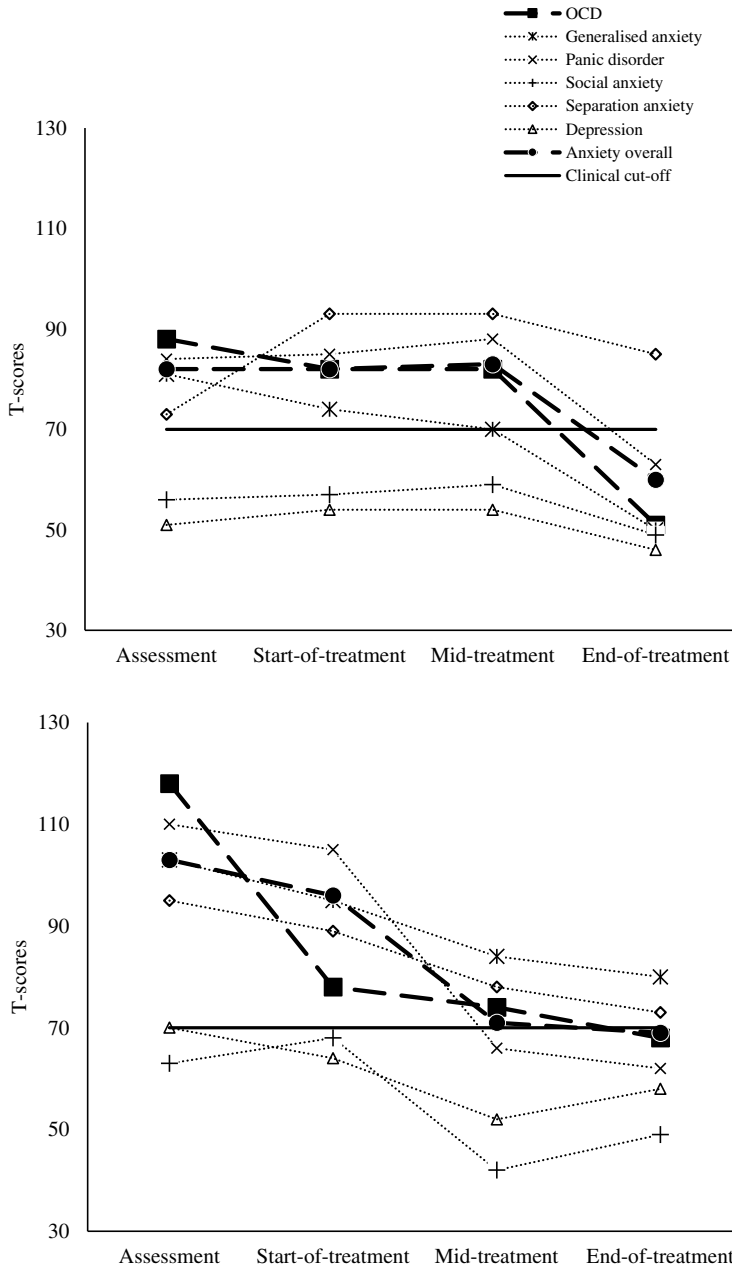 OCD
Generalised anxiety
Panic disorder
Social anxiety
Separation anxiety
Depression
Anxiety overall
Clinical cut-off
130
110
90
70
50
30
T-scores
Assessment Start-of-treatment Mid-treatment End-of-treatment
130
110
90
70
50
30
T-scores
Assessment Start-of-treatment Mid-treatment End-of-treatment